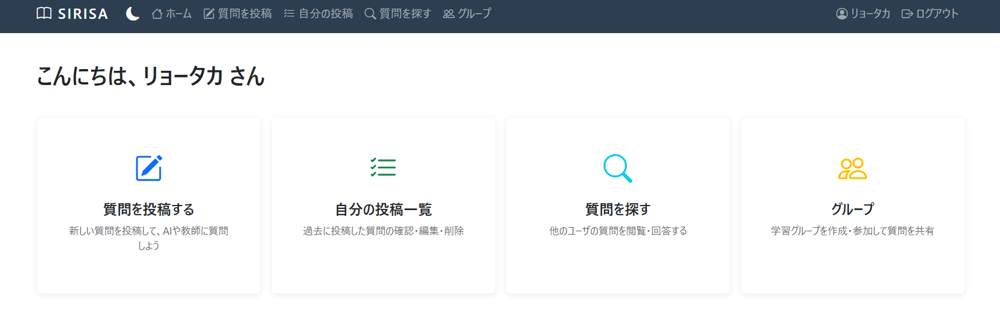 SIRISA ホーム 質問を投稿 自分の投稿 質問を探す グループ リョータカ ログアウト
こんにちは、リョータカ さん
質問を投稿する
新しい質問を投稿して、AIや教師に質問
しよう
自分の投稿一覧
過去に投稿した質問の確認・編集・削除
質問を探す
他のユーザの質問を閲覧・回答する
グループ
学習グループを作成・参加して質問を共有